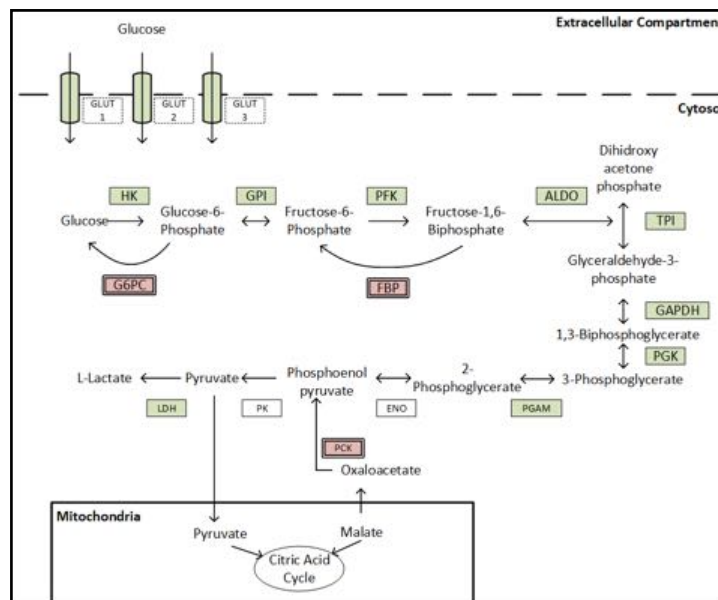 Glucose
Extracellular Compartmen
GLUT
1
GLUT
2
GLUT
3
Cytoso
Dihidroxy
acetone
phosphate
HK
GPI
PFK
ALDO
TPI
Glucose
Glucose-6-
Phosphate
Fructose-6-
Phosphate
Fructose-1,6-
Biphosphate
Glyceraldehyde-3-
phosphate
G6PC
FBP
GAPDH
1,3-Biphosphoglycerate
PGK
L-Lactate
Pyruvate
Phosphoenol
pyruvate
2-
Phosphoglycerate
3-Phosphoglycerate
LDH
PK
ENO
PGAM
PCK
Oxaloacetate
Mitochondria
Pyruvate
Malate
Citric Acid
Cycle